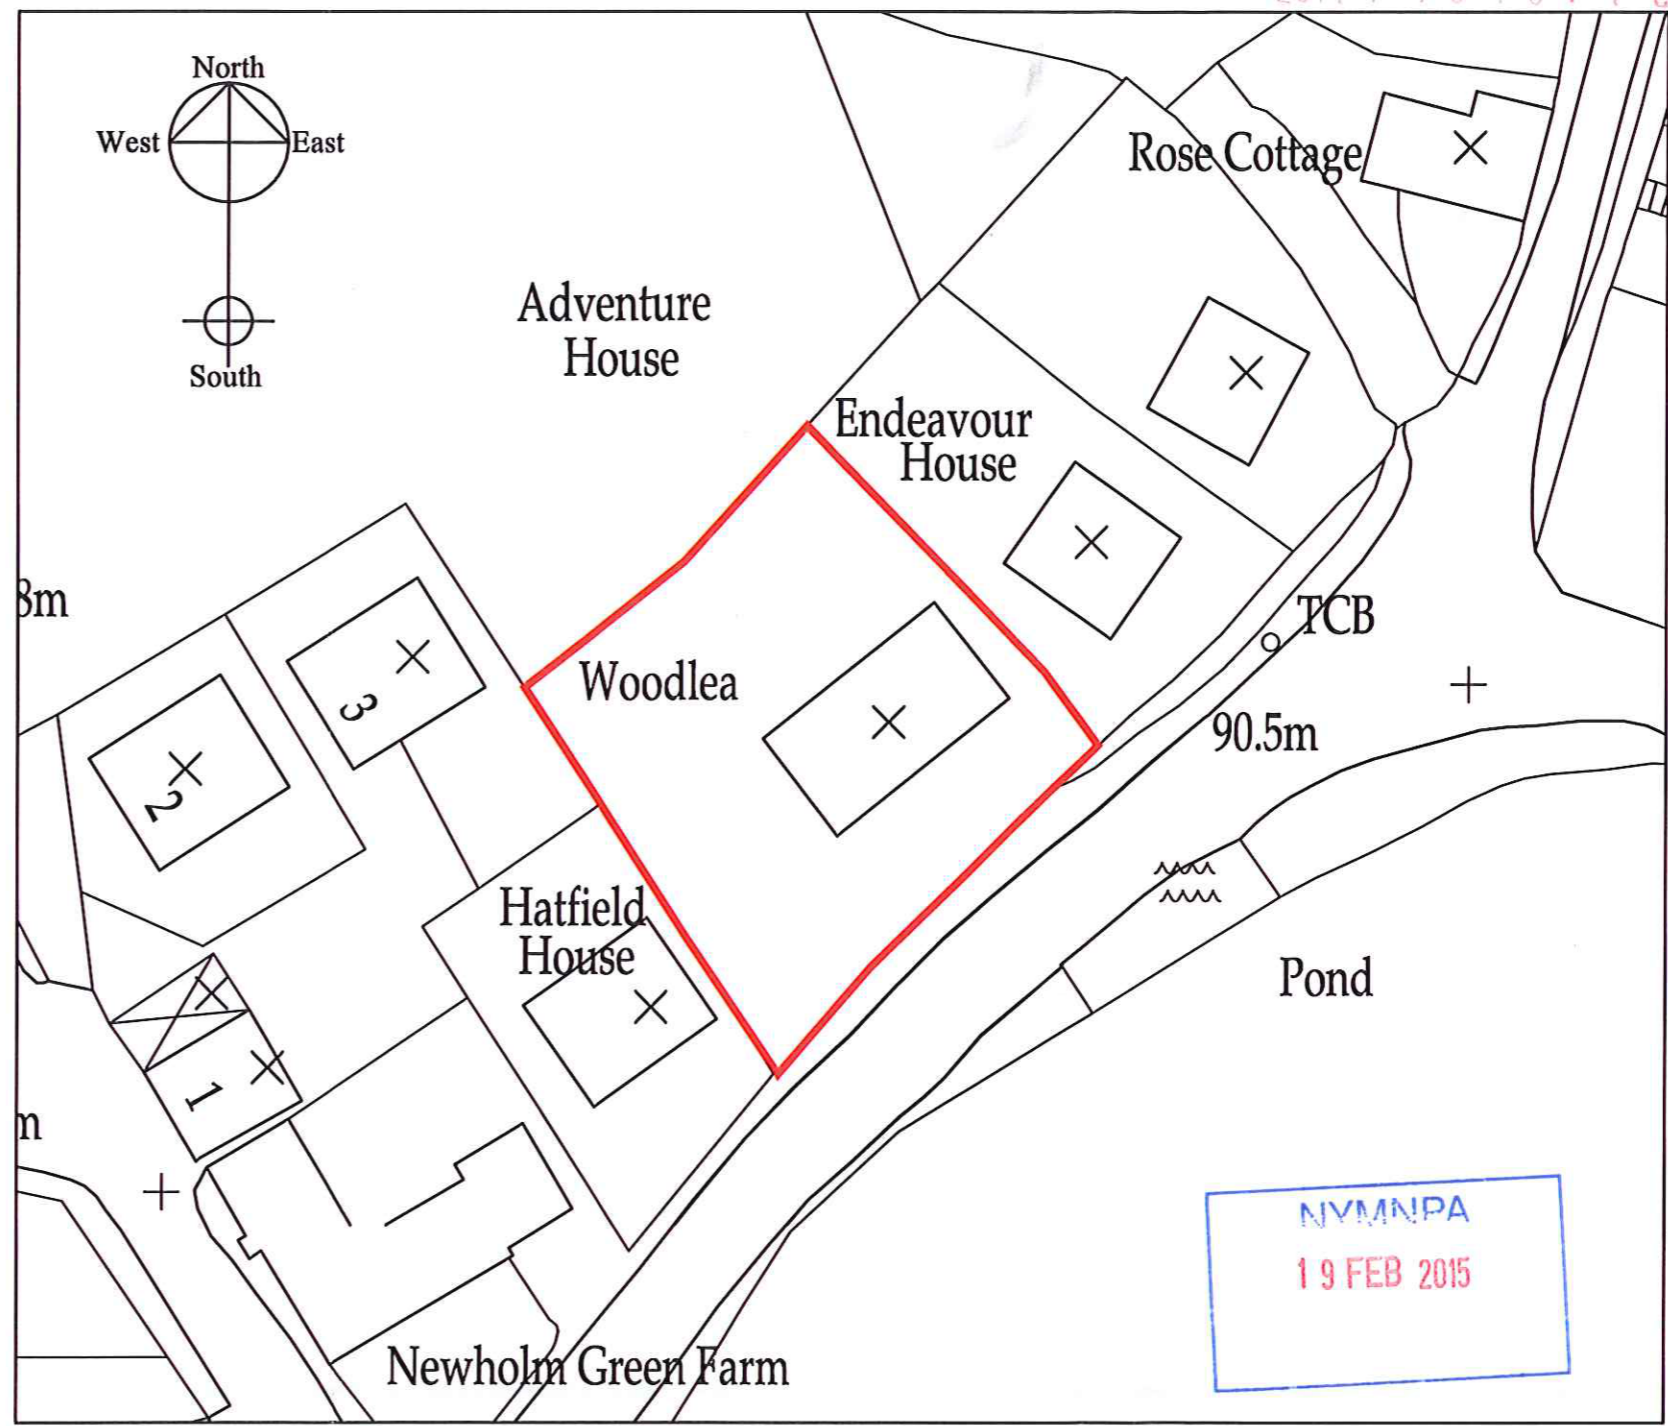 North
West
East
South
Rose Cottage
Adventure
House
Endeavour
House
8m
TCB
Woodlea
3
90.5m
2
Hatfield
House
Pond
1
m
NYMNPA
19 FEB 2015
Newholm Green Farm